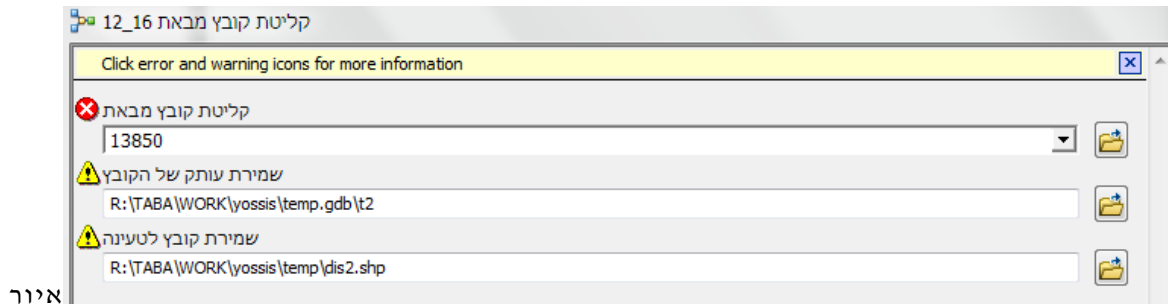 קליטת קובץ מבאת 12_16
Click error and warning icons for more information
קליטת קובץ מבאת
13850
שמירת עותק של הקובץ
R:\TABA\WORK\yossis\temp.gdb\t2
שמירת קובץ לטעינה
R:\TABA\WORK\yossis\temp\dis2.shp
איור